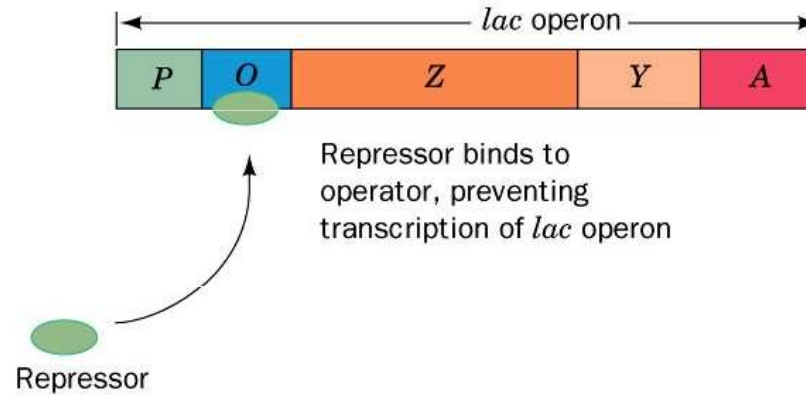 lac operon
P O Z Y A
Repressor binds to
operator, preventing
transcription of lac operon
Repressor